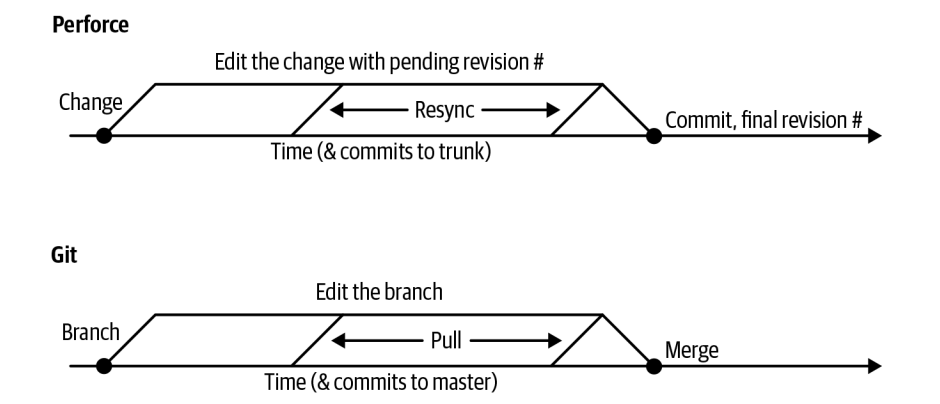 Perforce
Edit the change with pending revision #
Change
Resync
Commit, final revision #
Time (& commits to trunk)
Git
Edit the branch
Branch
Pull
Merge
Time (& commits to master)